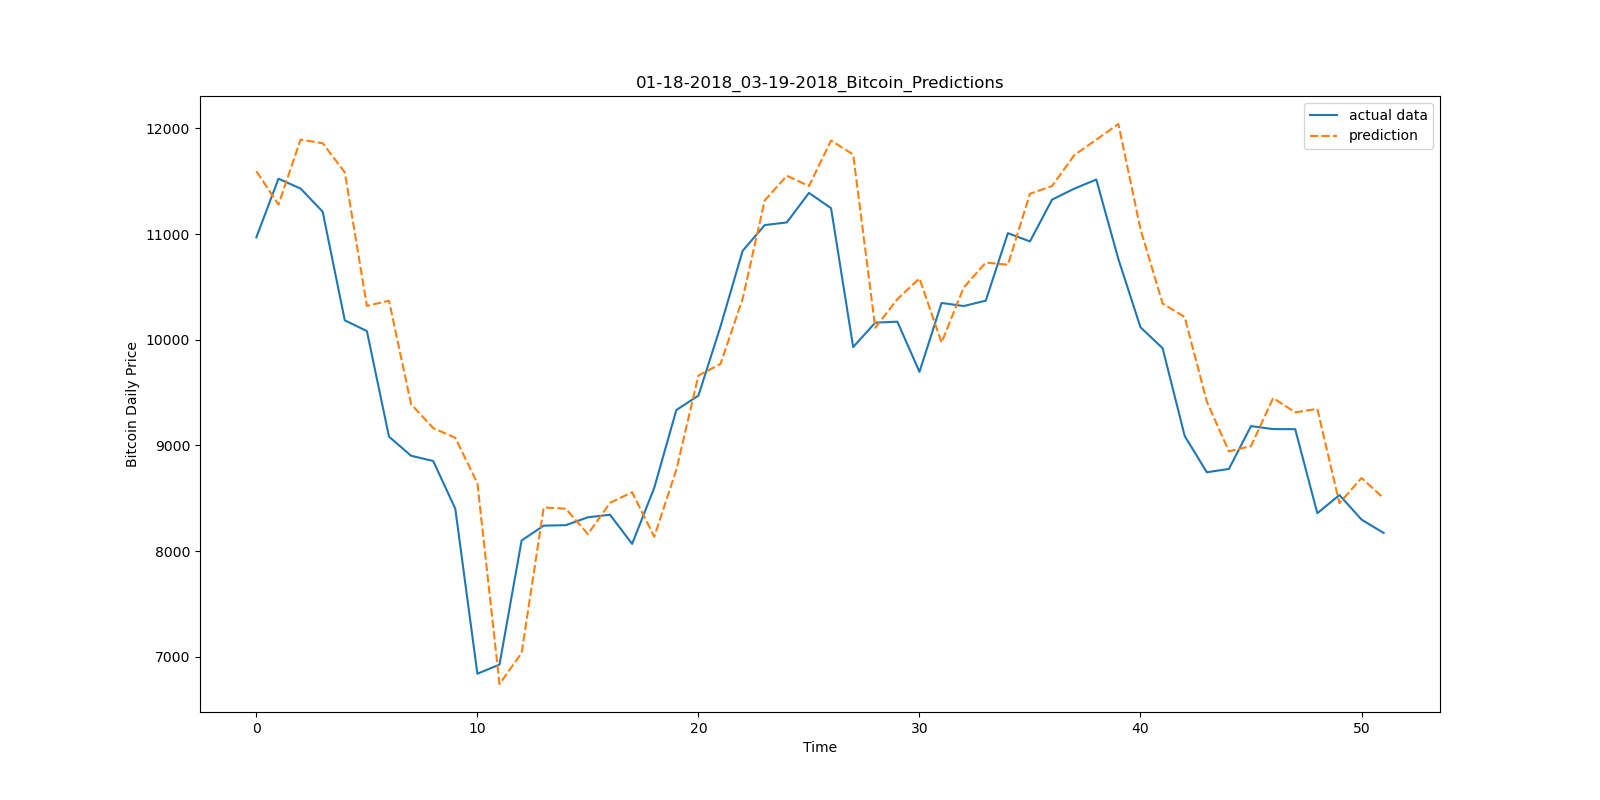 01-18-2018_03-19-2018_Bitcoin_Predictions
actual data
prediction
12000
11000
10000
9000
8000
7000
Bitcoin Daily Price
0 10 20 30 40 50
Time